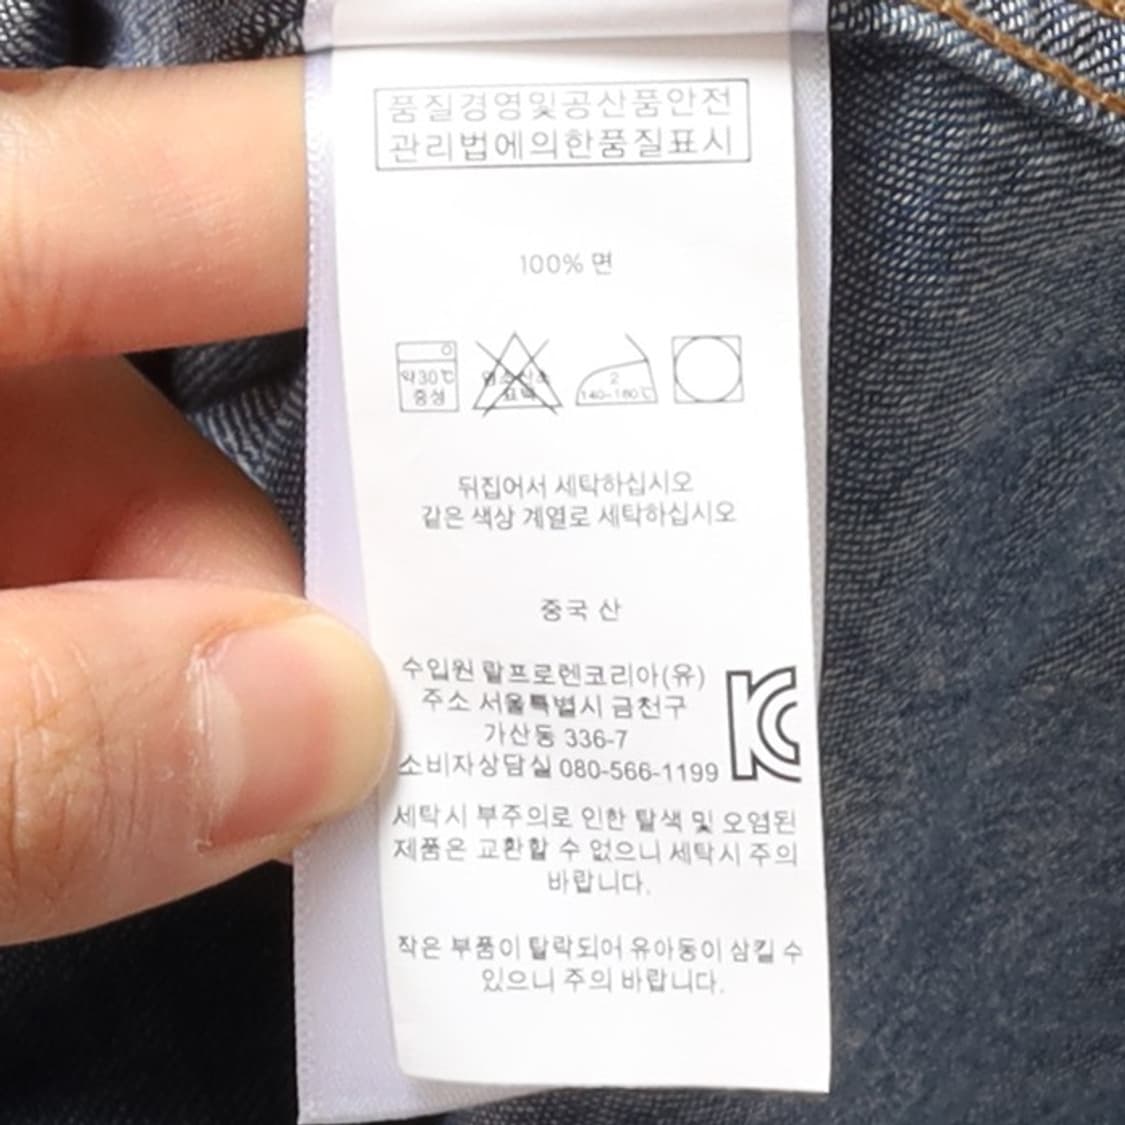 품질경영및공산품안전
관리법에의한품질표시
100% 면
약30℃
중성
염소산소
표백
2
140~160℃
뒤집어서 세탁하십시오
같은 색상 계열로 세탁하십시오
중국 산
수입원 랄프로렌코리아(유)
주소 서울특별시 금천구
가산동 336-7
소비자상담실 080-566-1199
세탁시 부주의로 인한 탈색 및 오염된
제품은 교환할 수 없으니 세탁시 주의
바랍니다.
작은 부품이 탈락되어 유아동이 삼킬 수
있으니 주의 바랍니다.